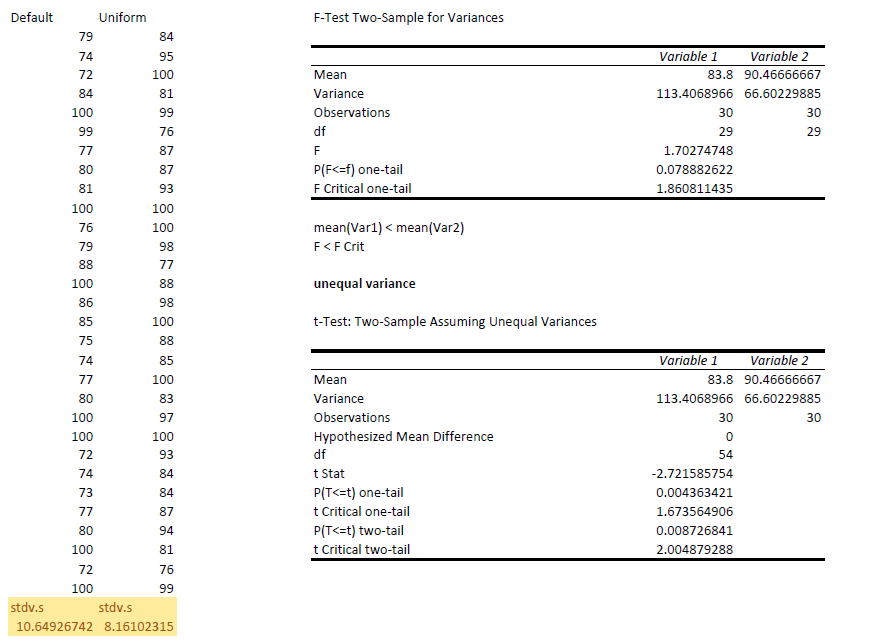 Default Uniform F-Test Two-Sample for Variances
79 84
74 95 Variable 1 Variable 2
72 100 Mean 83.8 90.46666667
84 81 Variance 113.4068966 66.60229885
100 99 Observations 30 30
99 76 df 29 29
77 87 F 1.70274748
80 87 P(F<=f) one-tail 0.078882622
81 93 F Critical one-tail 1.860811435
100 100
76 100 mean(Var1) < mean(Var2)
79 98 F < F Crit
88 77
100 88 unequal variance
86 98
85 100 t-Test: Two-Sample Assuming Unequal Variances
75 88
74 85 Variable 1 Variable 2
77 100 Mean 83.8 90.46666667
80 83 Variance 113.4068966 66.60229885
100 97 Observations 30 30
100 100 Hypothesized Mean Difference 0
72 93 df 54
74 84 t Stat -2.721585754
73 84 P(T<=t) one-tail 0.004363421
77 87 t Critical one-tail 1.673564906
80 94 P(T<=t) two-tail 0.008726841
100 81 t Critical two-tail 2.004879288
72 76
100 99
stdv.s stdv.s
10.64926742 8.16102315